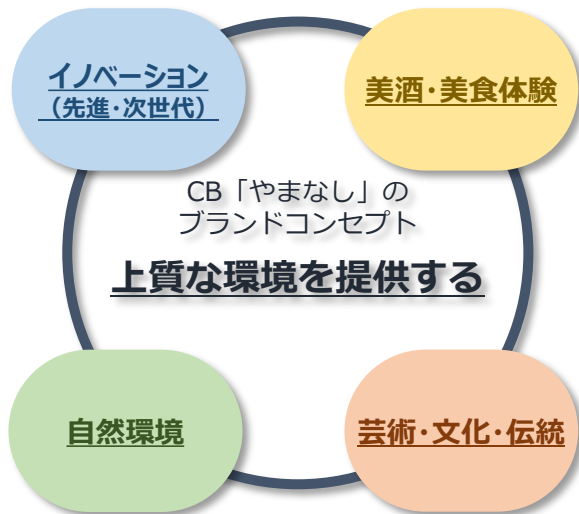 イノベーション
（先進・次世代）
美酒・美食体験
CB「やまなし」の
ブランドコンセプト
上質な環境を提供する
自然環境
芸術・文化・伝統